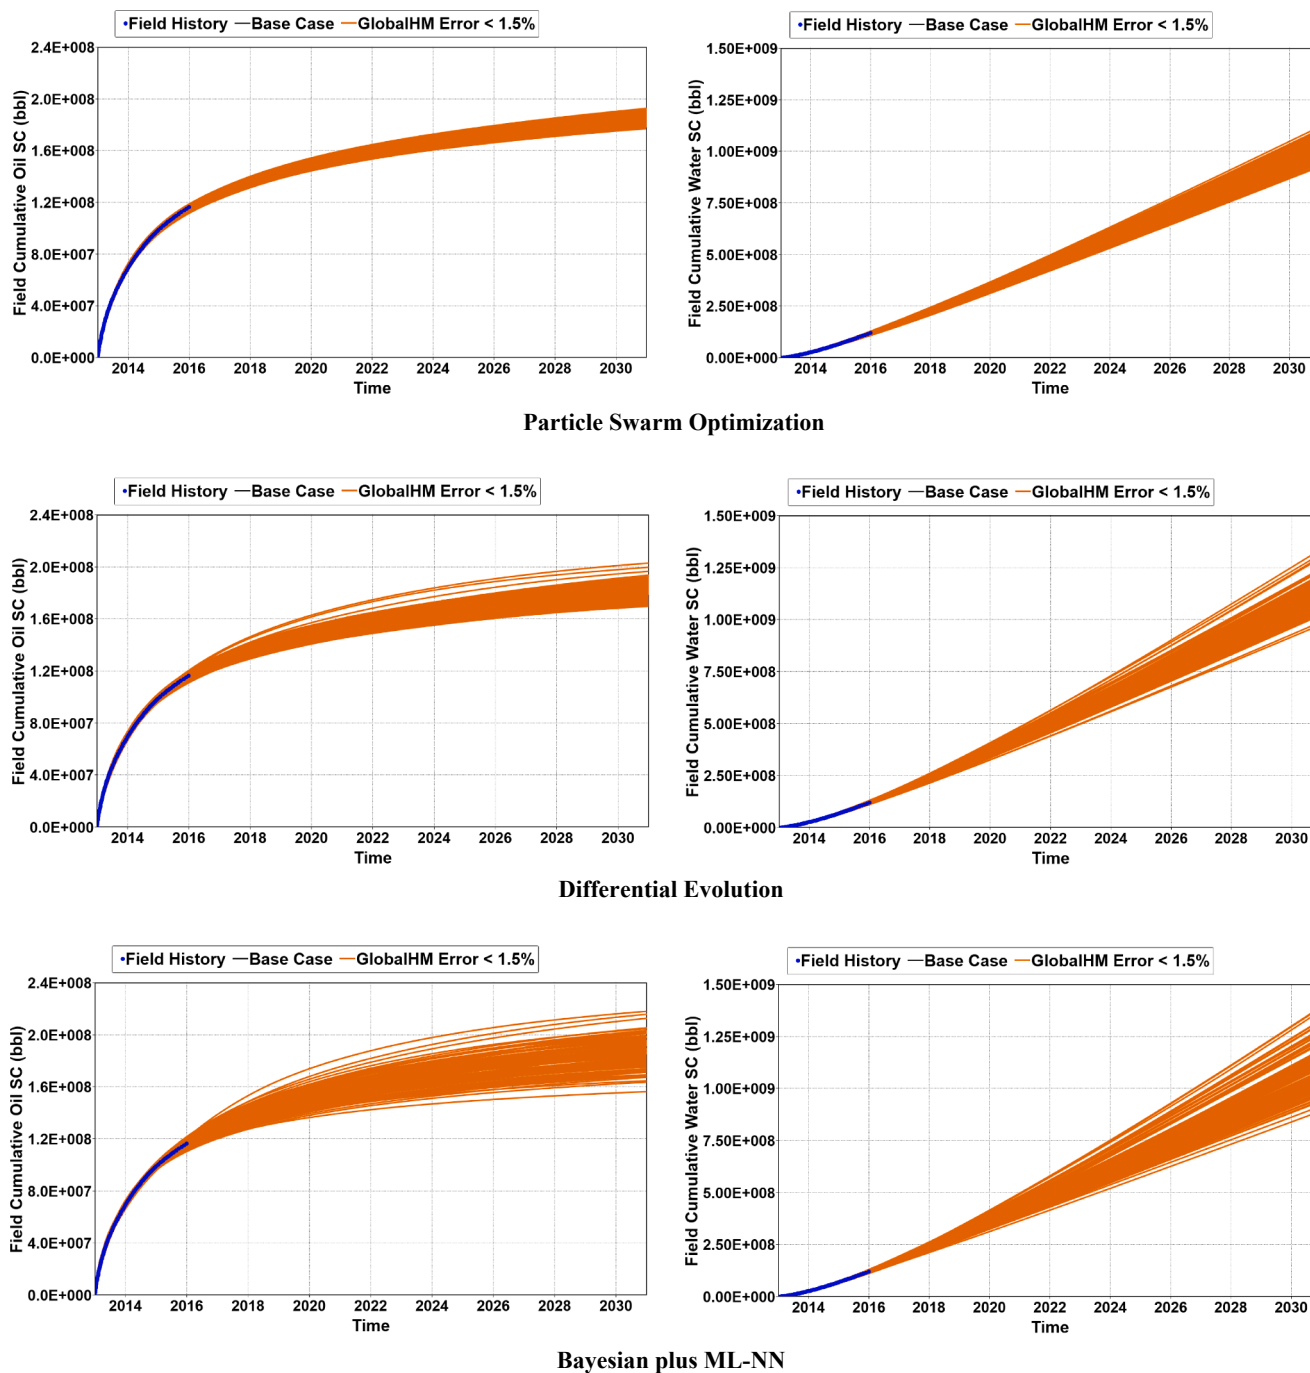 •Field History —Base Case —GlobalHM Error < 1.5%
2.4E+008
2.0E+008
1.6E+008
1.2E+008
8.0E+007
4.0E+007
0.0E+000
Field Cumulative Oil SC (bbl)
2014 2016 2018 2020 2022 2024 2026 2028 2030
Time
•Field History —Base Case —GlobalHM Error < 1.5%
1.50E+009
1.25E+009
1.00E+009
7.50E+008
5.00E+008
2.50E+008
0.00E+000
Field Cumulative Water SC (bbl)
2014 2016 2018 2020 2022 2024 2026 2028 2030
Time
Particle Swarm Optimization
•Field History —Base Case —GlobalHM Error < 1.5%
2.4E+008
2.0E+008
1.6E+008
1.2E+008
8.0E+007
4.0E+007
0.0E+000
Field Cumulative Oil SC (bbl)
2014 2016 2018 2020 2022 2024 2026 2028 2030
Time
•Field History —Base Case —GlobalHM Error < 1.5%
1.50E+009
1.25E+009
1.00E+009
7.50E+008
5.00E+008
2.50E+008
0.00E+000
Field Cumulative Water SC (bbl)
2014 2016 2018 2020 2022 2024 2026 2028 2030
Time
Differential Evolution
•Field History —Base Case —GlobalHM Error < 1.5%
2.4E+008
2.0E+008
1.6E+008
1.2E+008
8.0E+007
4.0E+007
0.0E+000
Field Cumulative Oil SC (bbl)
2014 2016 2018 2020 2022 2024 2026 2028 2030
Time
•Field History —Base Case —GlobalHM Error < 1.5%
1.50E+009
1.25E+009
1.00E+009
7.50E+008
5.00E+008
2.50E+008
0.00E+000
Field Cumulative Water SC (bbl)
2014 2016 2018 2020 2022 2024 2026 2028 2030
Time
Bayesian plus ML-NN